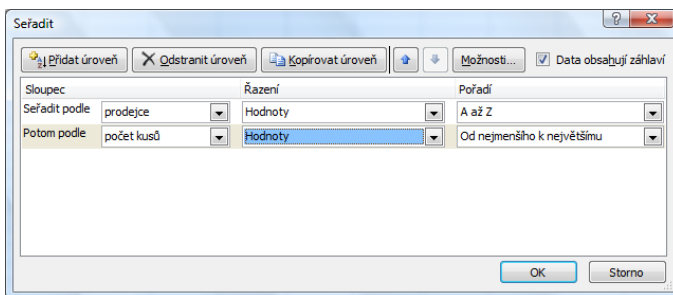 Seřadit
Přidat úroveň Odstranit úroveň Kopírovat úroveň Možnosti... Data obsahují záhlaví
Sloupec Řazení Pořadí
Seřadit podle prodejce Hodnoty A až Z
Potom podle počet kusů Hodnoty Od nejmenšího k největšímu
OK Storno